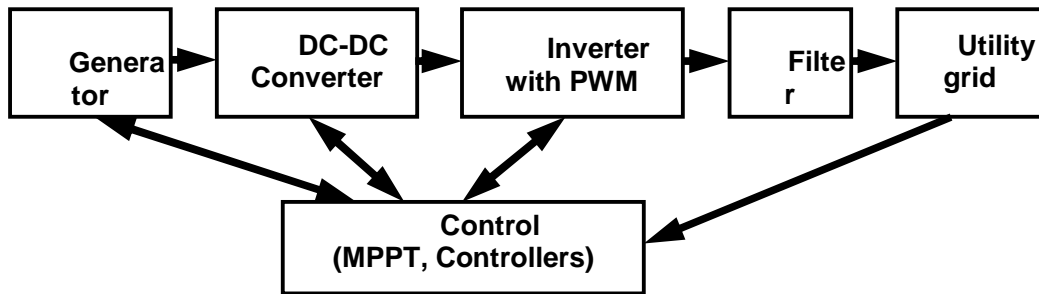 Genera
tor
DC-DC
Converter
Inverter
with PWM
Filte
r
Utility
grid
Control
(MPPT, Controllers)